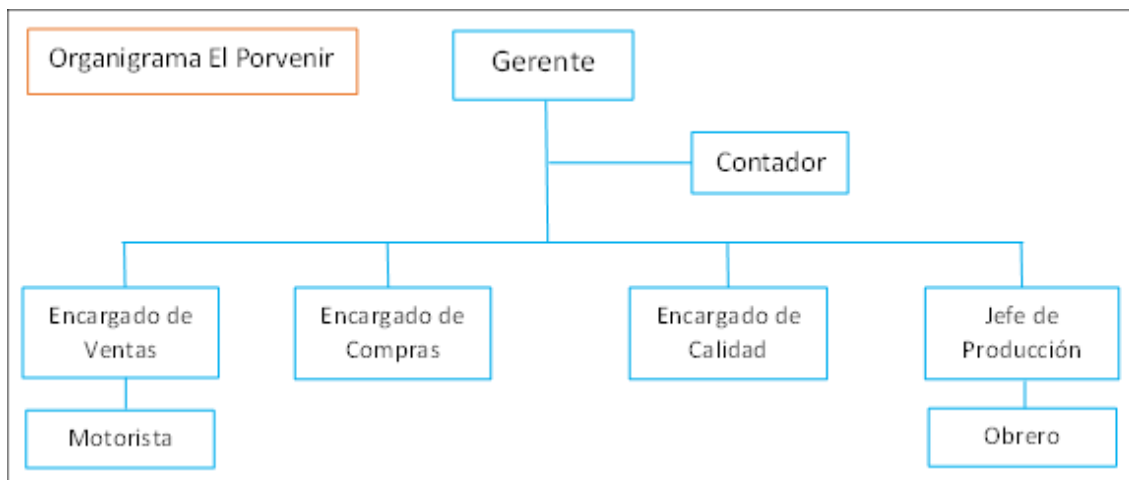 Organigrama El Porvenir
Gerente
Contador
Encargado de
Ventas
Encargado de
Compras
Encargado de
Calidad
Jefe de
Producción
Motorista
Obrero